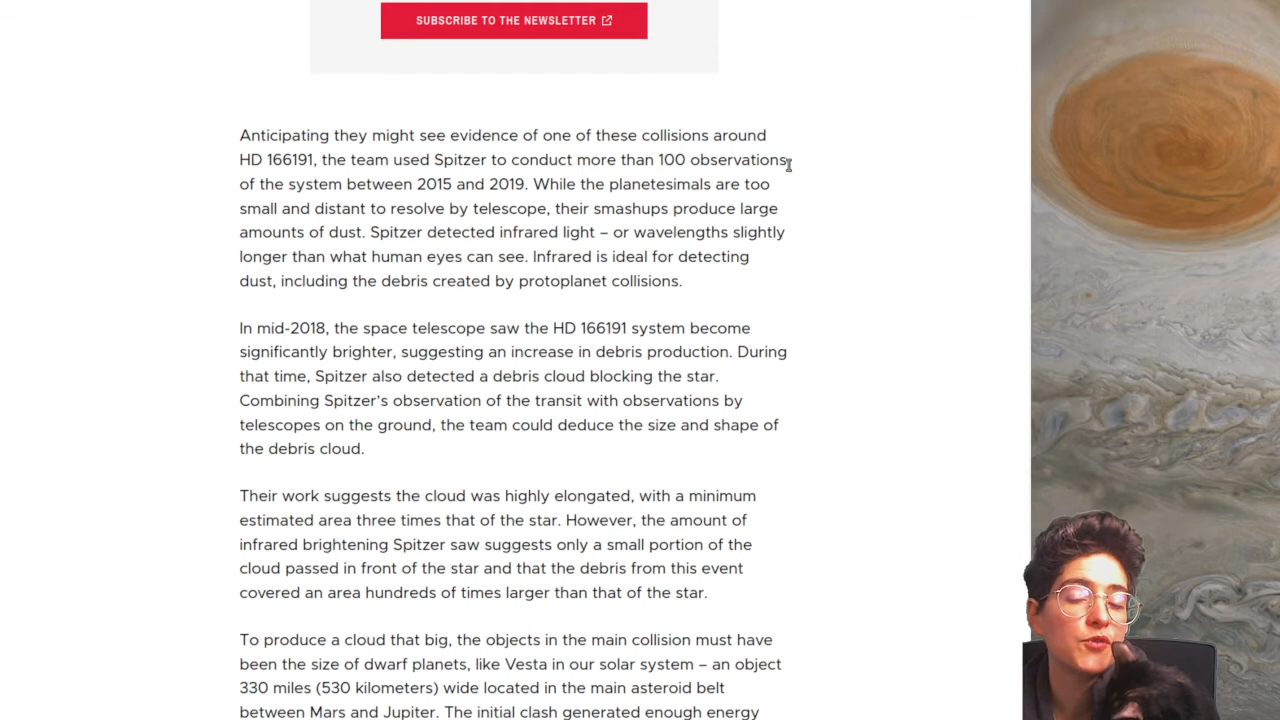 SUBSCRIBE TO THE NEWSLETTER
Anticipating they might see evidence of one of these collisions around
HD 166191, the team used Spitzer to conduct more than 100 observations
of the system between 2015 and 2019. While the planetesimals are too
small and distant to resolve by telescope, their smashups produce large
amounts of dust. Spitzer detected infrared light – or wavelengths slightly
longer than what human eyes can see. Infrared is ideal for detecting
dust, including the debris created by protoplanet collisions.
In mid-2018, the space telescope saw the HD 166191 system become
significantly brighter, suggesting an increase in debris production. During
that time, Spitzer also detected a debris cloud blocking the star.
Combining Spitzer's observation of the transit with observations by
telescopes on the ground, the team could deduce the size and shape of
the debris cloud.
Their work suggests the cloud was highly elongated, with a minimum
estimated area three times that of the star. However, the amount of
infrared brightening Spitzer saw suggests only a small portion of the
cloud passed in front of the star and that the debris from this event
covered an area hundreds of times larger than that of the star.
To produce a cloud that big, the objects in the main collision must have
been the size of dwarf planets, like Vesta in our solar system – an object
330 miles (530 kilometers) wide located in the main asteroid belt
between Mars and Jupiter. The initial clash generated enough energy